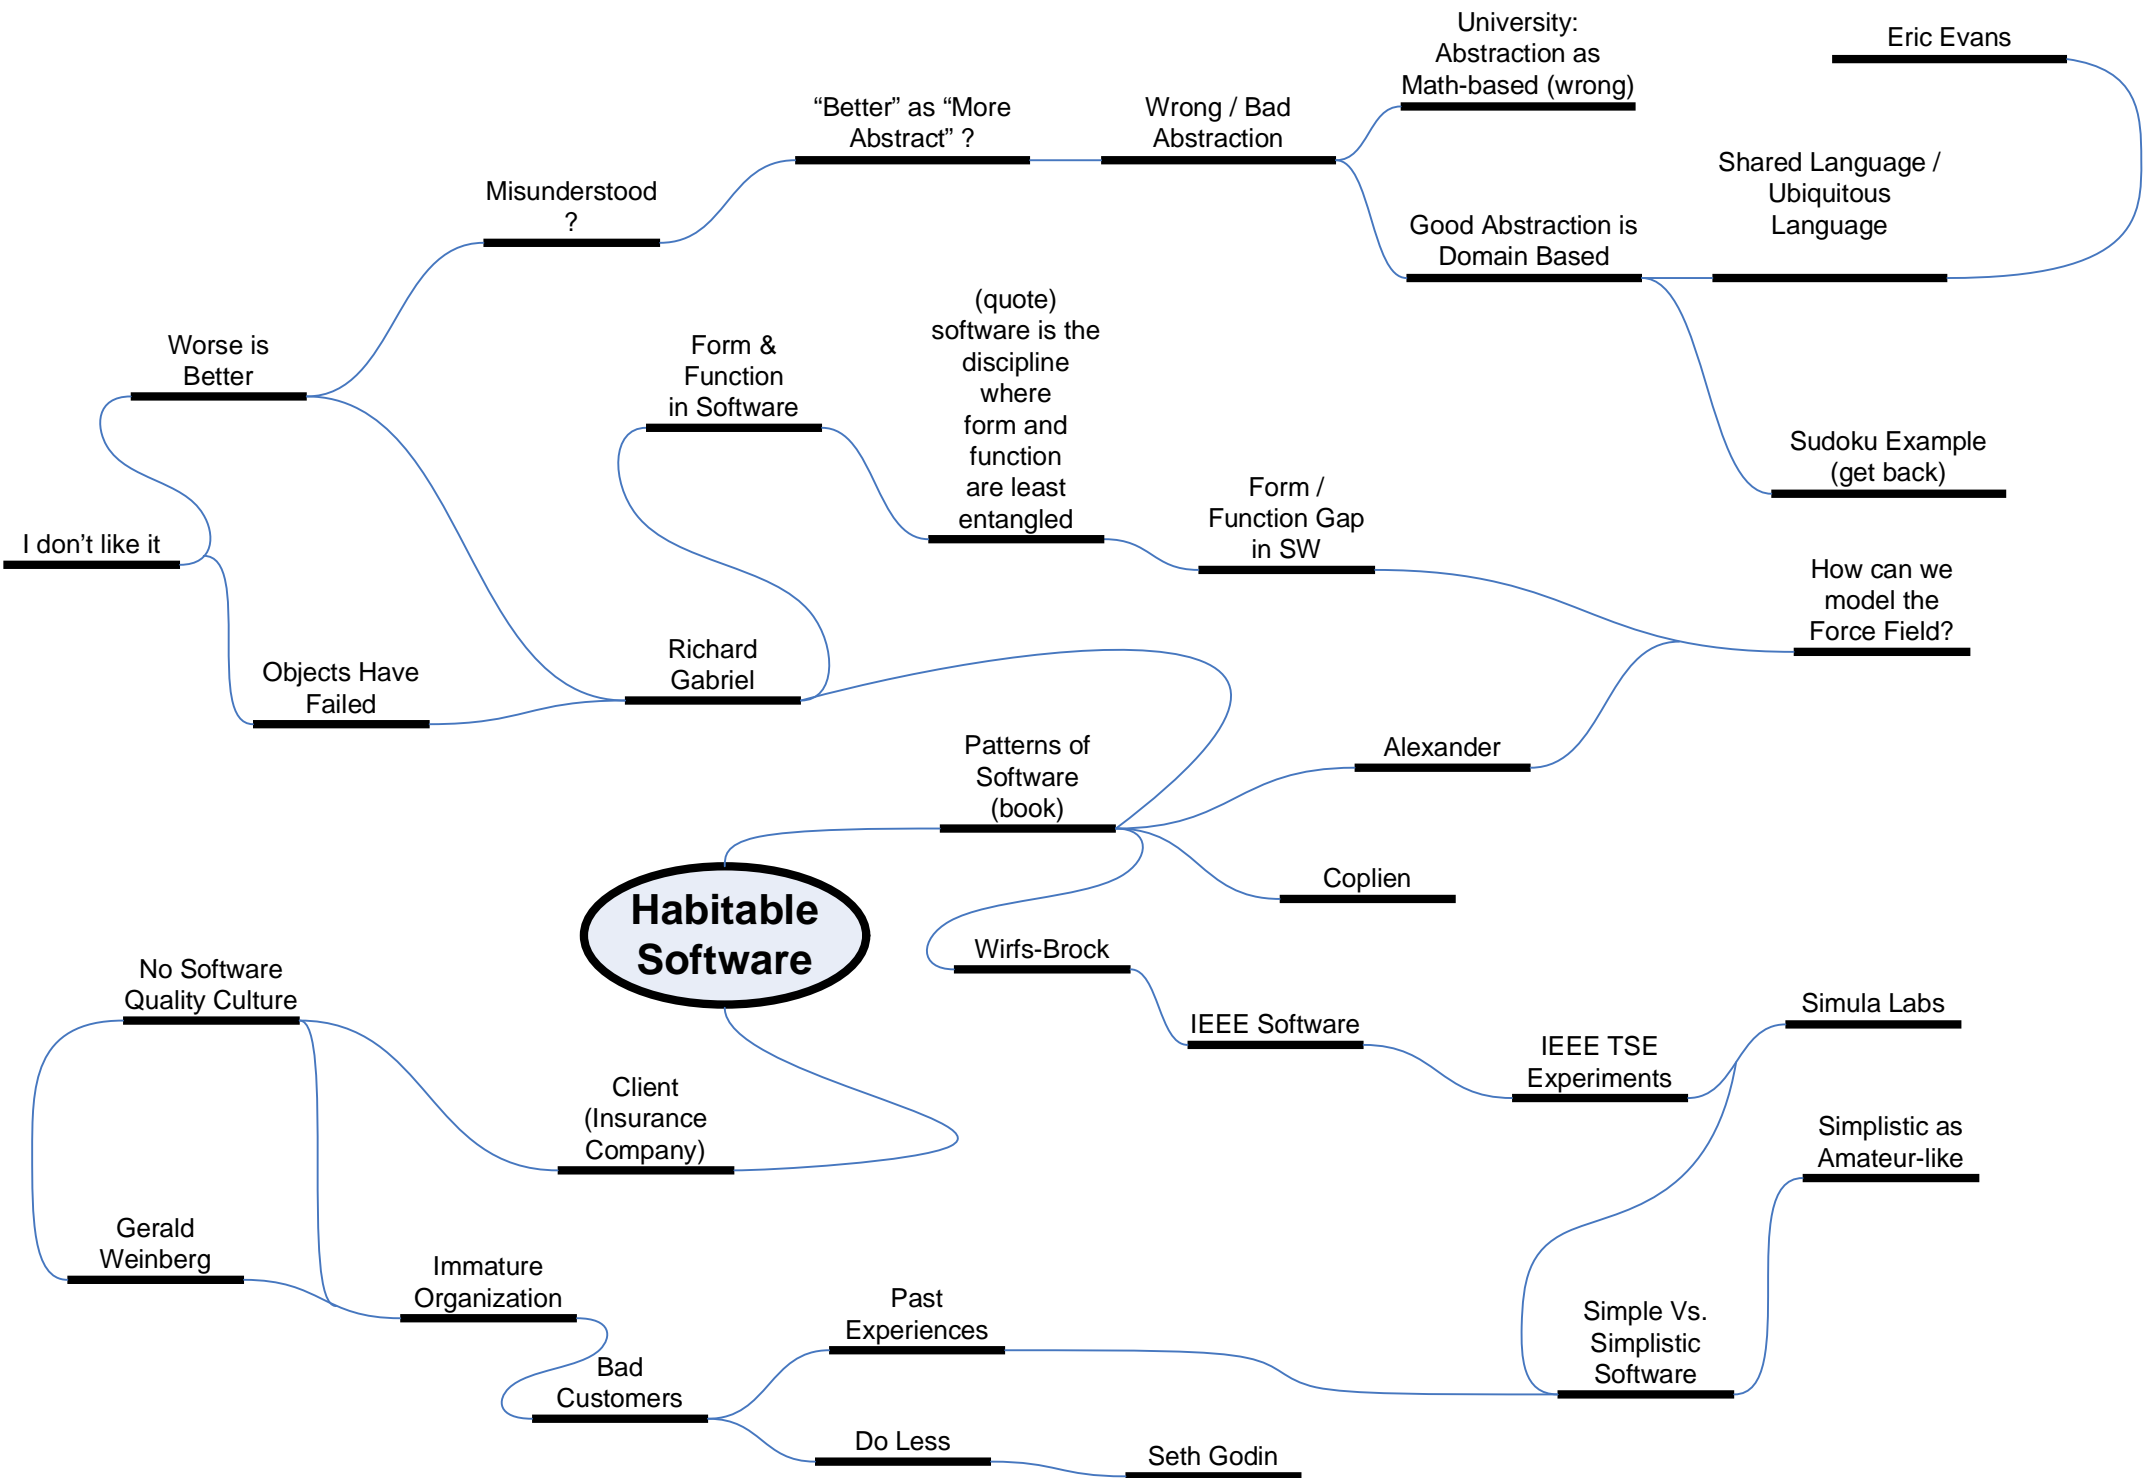 University:
Abstraction as
Math-based (wrong)
Eric Evans
“Better” as “More
Abstract” ?
Wrong / Bad
Abstraction
Shared Language /
Ubiquitous
Language
Misunderstood
?
Good Abstraction is
Domain Based
(quote)
software is the
discipline
where
form and
function
are least
entangled
Worse is
Better
Form &
Function
in Software
Sudoku Example
(get back)
Form /
Function Gap
in SW
I don’t like it
How can we
model the
Force Field?
Richard
Gabriel
Objects Have
Failed
Patterns of
Software
(book)
Alexander
Coplien
Habitable
Software
Wirfs-Brock
No Software
Quality Culture
IEEE Software
Simula Labs
IEEE TSE
Experiments
Client
(Insurance
Company)
Simplistic as
Amateur-like
Gerald
Weinberg
Immature
Organization
Past
Experiences
Simple Vs.
Simplistic
Software
Bad
Customers
Do Less
Seth Godin